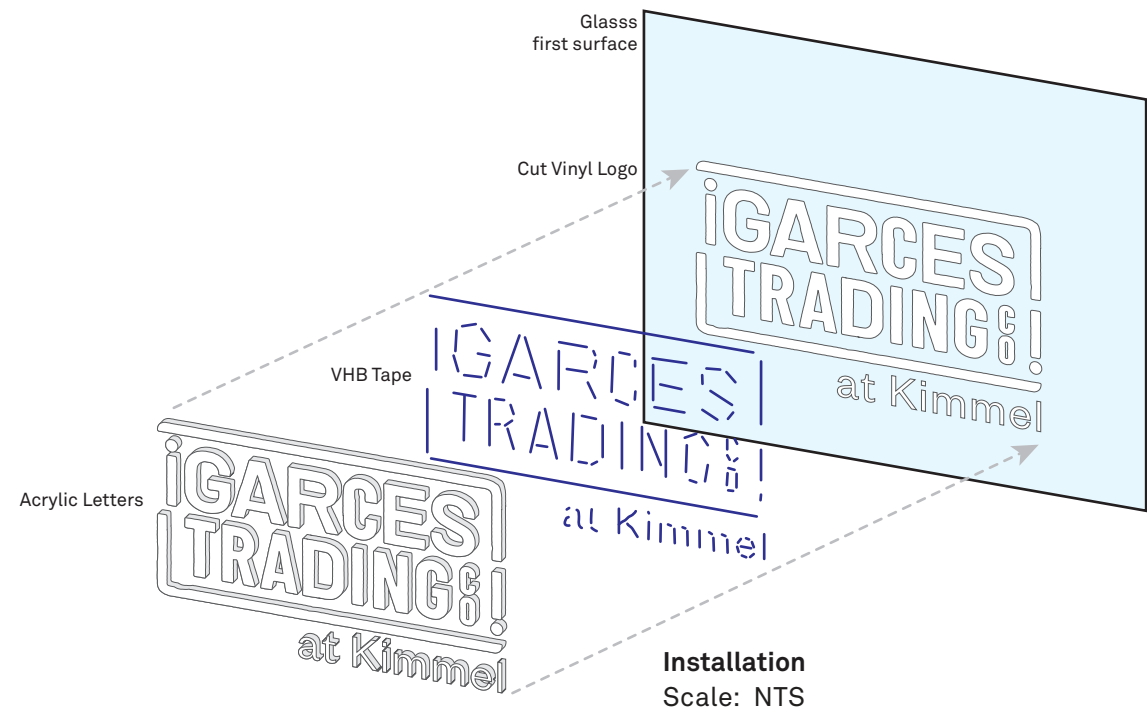 Glasss
first surface
Cut Vinyl Logo
¡GARCES
TRADING CO!
at Kimmel
VHB Tape
¡GARCES
TRADING CO!
at Kimmel
Acrylic Letters
¡GARCES
TRADING CO!
at Kimmel
Installation
Scale: NTS